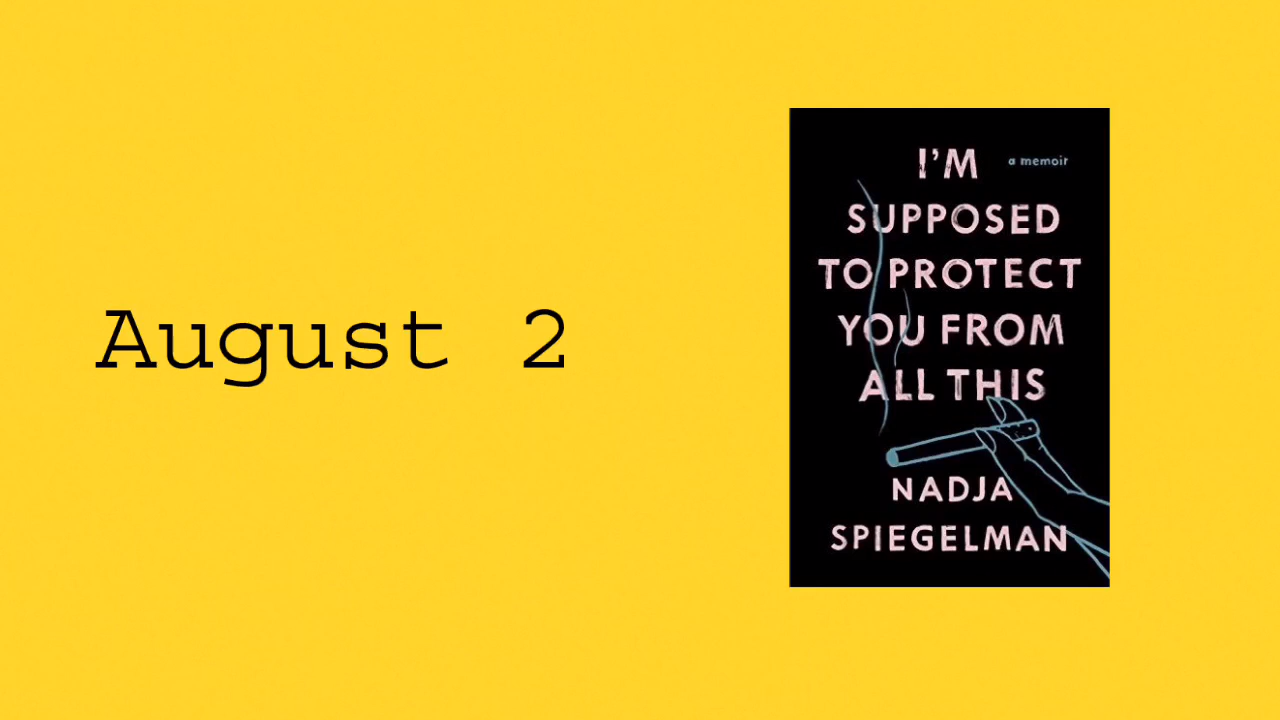 August 2
I'M
a memoir
SUPPOSED
TO PROTECT
YOU FROM
ALL THIS
NADJA
SPIEGELMAN